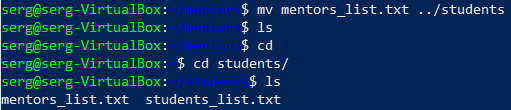 serg@serg-VirtualBox:~/mentors$ mv mentors_list.txt ../students
serg@serg-VirtualBox:~/mentors$ ls
serg@serg-VirtualBox:~/mentors$ cd
serg@serg-VirtualBox:~$ cd students/
serg@serg-VirtualBox:~/students$ ls
mentors_list.txt  students_list.txt